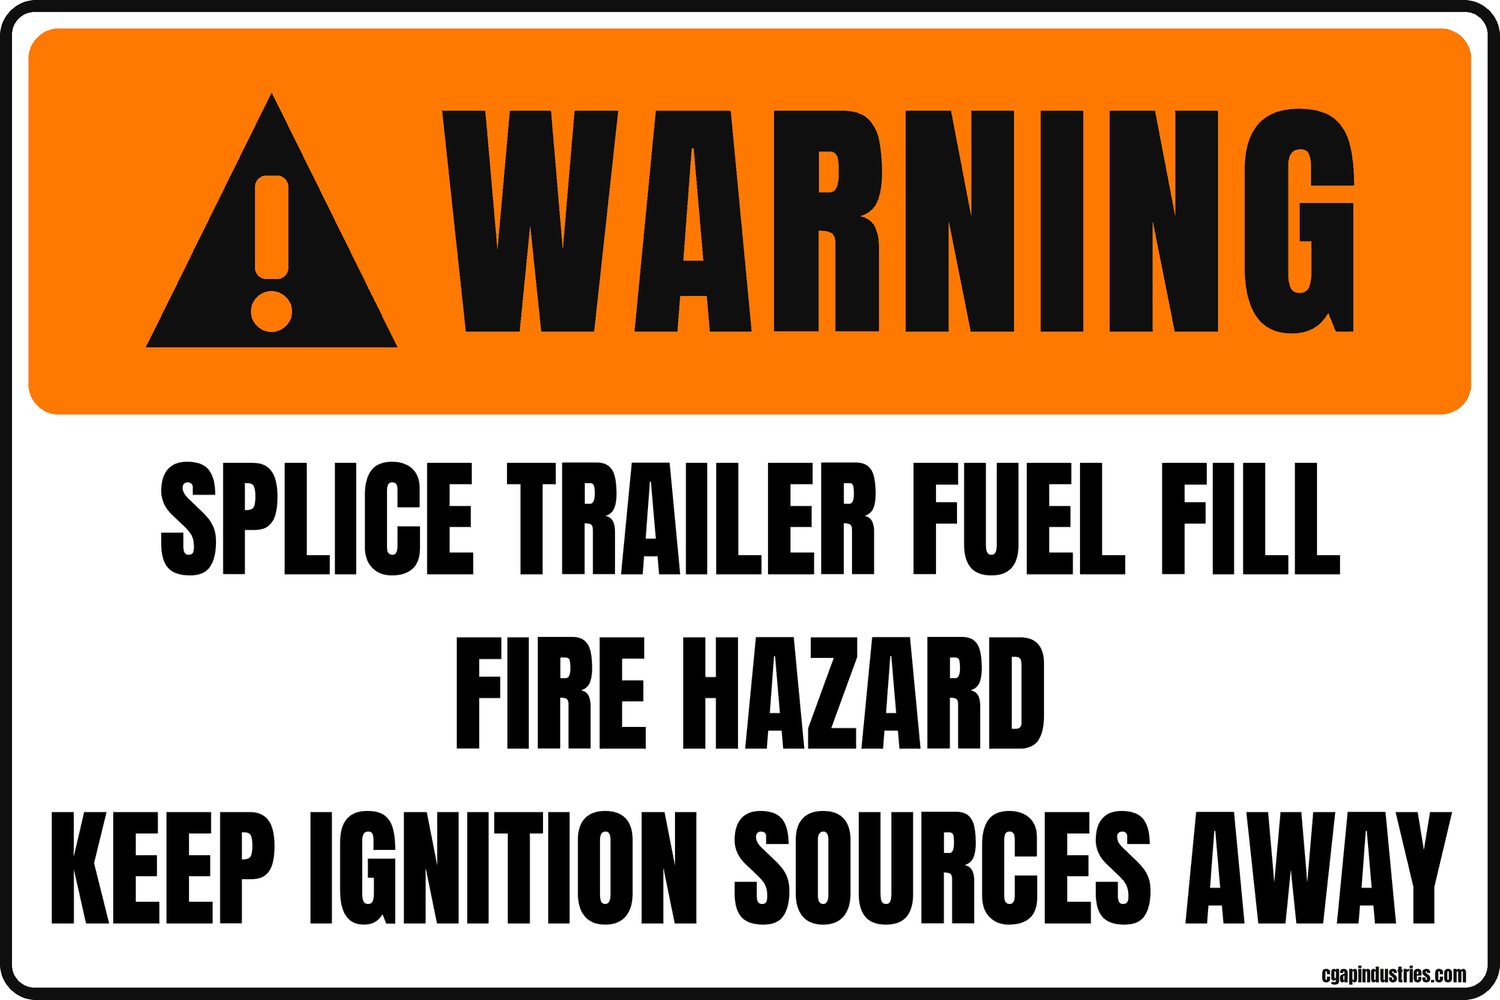 WARNING
SPLICE TRAILER FUEL FILL
FIRE HAZARD
KEEP IGNITION SOURCES AWAY
cgapindustries.com